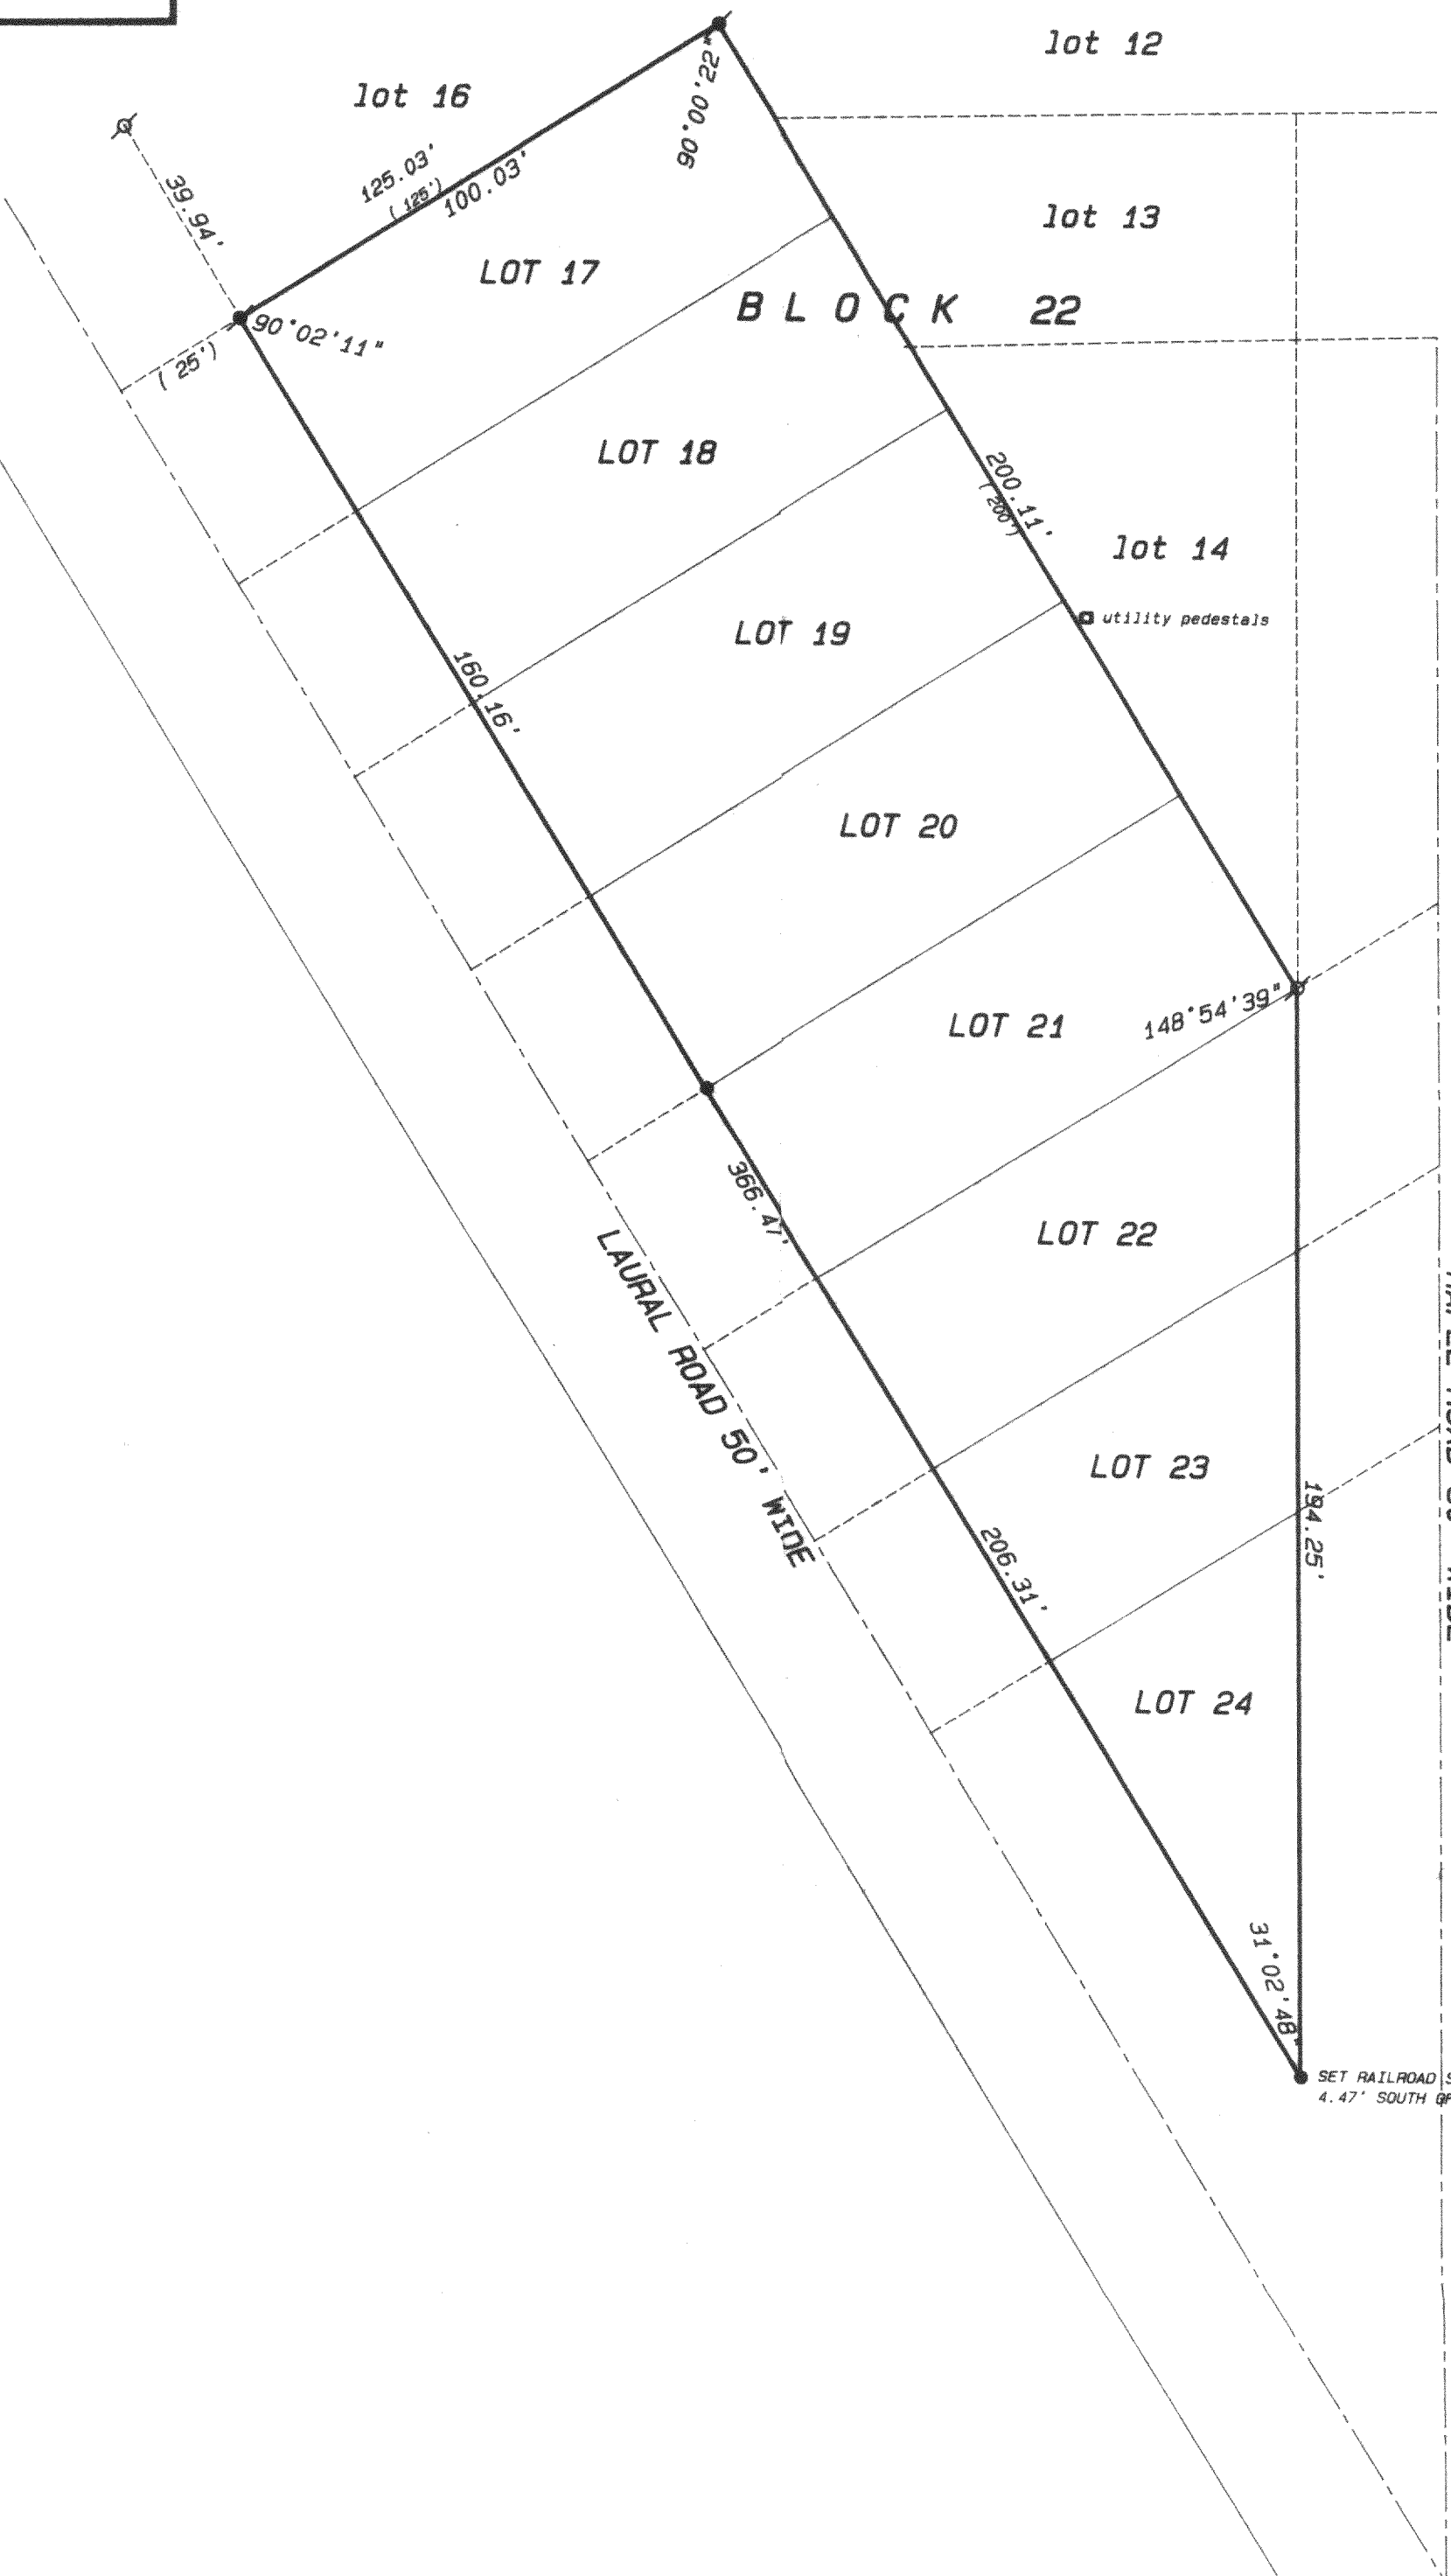 lot 12
lot 16
90°00'22"
39.94'
125.03'
(125')
100.03'
lot 13
LOT 17
BLOCK 22
90°02'11"
(25')
LOT 18
200.11'
(200')
lot 14
utility pedestals
LOT 19
160.16'
LOT 20
148°54'39"
LOT 21
366.47'
LOT 22
LAURAL ROAD 50' WIDE
LOT 23
194.25'
206.31'
LOT 24
31°02'48"
SET RAILROAD S
4.47' SOUTH OF